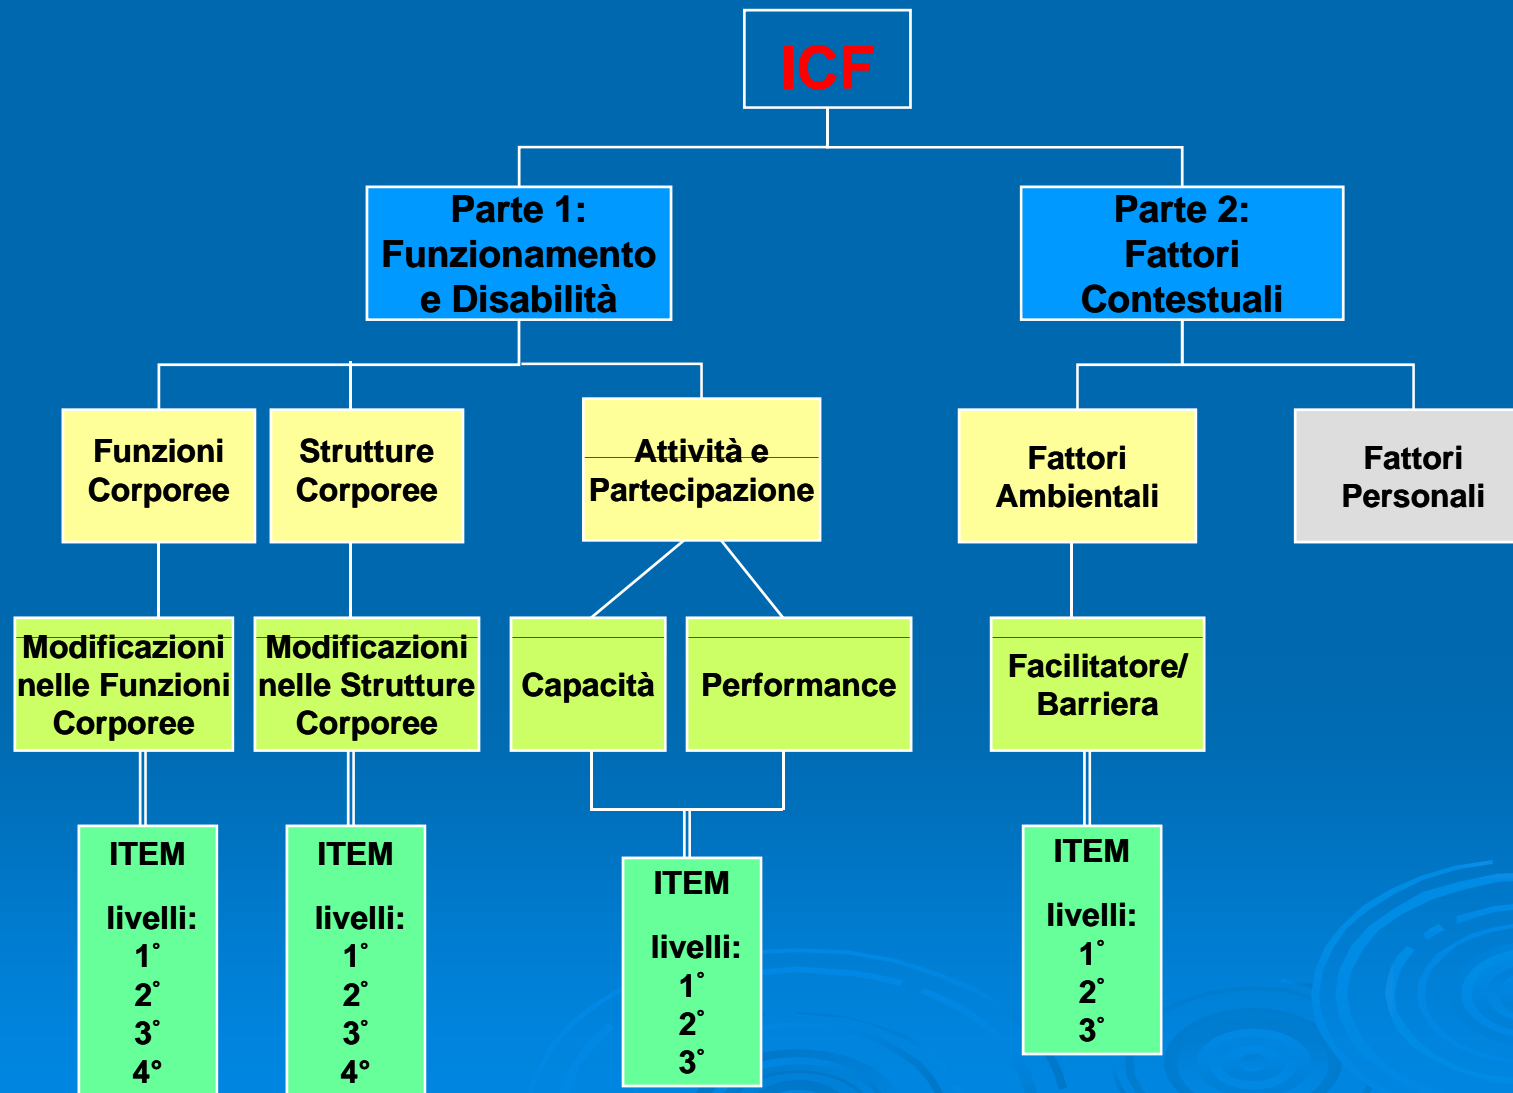 ICF
Parte 1:
Funzionamento
e Disabilità
Parte 2:
Fattori
Contestuali
Funzioni
Corporee
Strutture
Corporee
Attività e
Partecipazione
Fattori
Ambientali
Fattori
Personali
Modificazioni
nelle Funzioni
Corporee
Modificazioni
nelle Strutture
Corporee
Capacità
Performance
Facilitatore/
Barriera
ITEM
livelli:
1°
2°
3°
4°
ITEM
livelli:
1°
2°
3°
4°
ITEM
livelli:
1°
2°
3°
ITEM
livelli:
1°
2°
3°